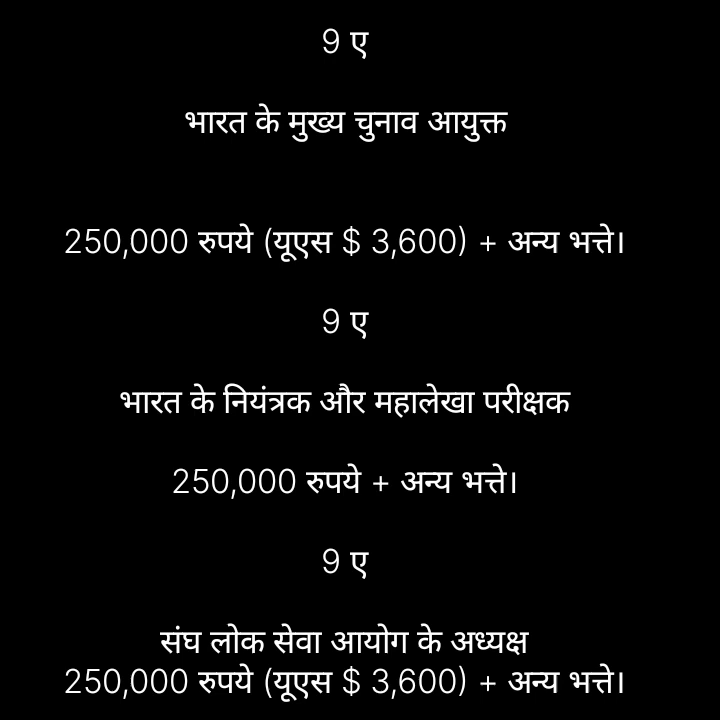 9 ए
भारत के मुख्य चुनाव आयुक्त
250,000 रुपये (यूएस $ 3,600) + अन्य भत्ते।
9 ए
भारत के नियंत्रक और महालेखा परीक्षक
250,000 रुपये + अन्य भत्ते।
9 ए
संघ लोक सेवा आयोग के अध्यक्ष
250,000 रुपये (यूएस $ 3,600) + अन्य भत्ते।